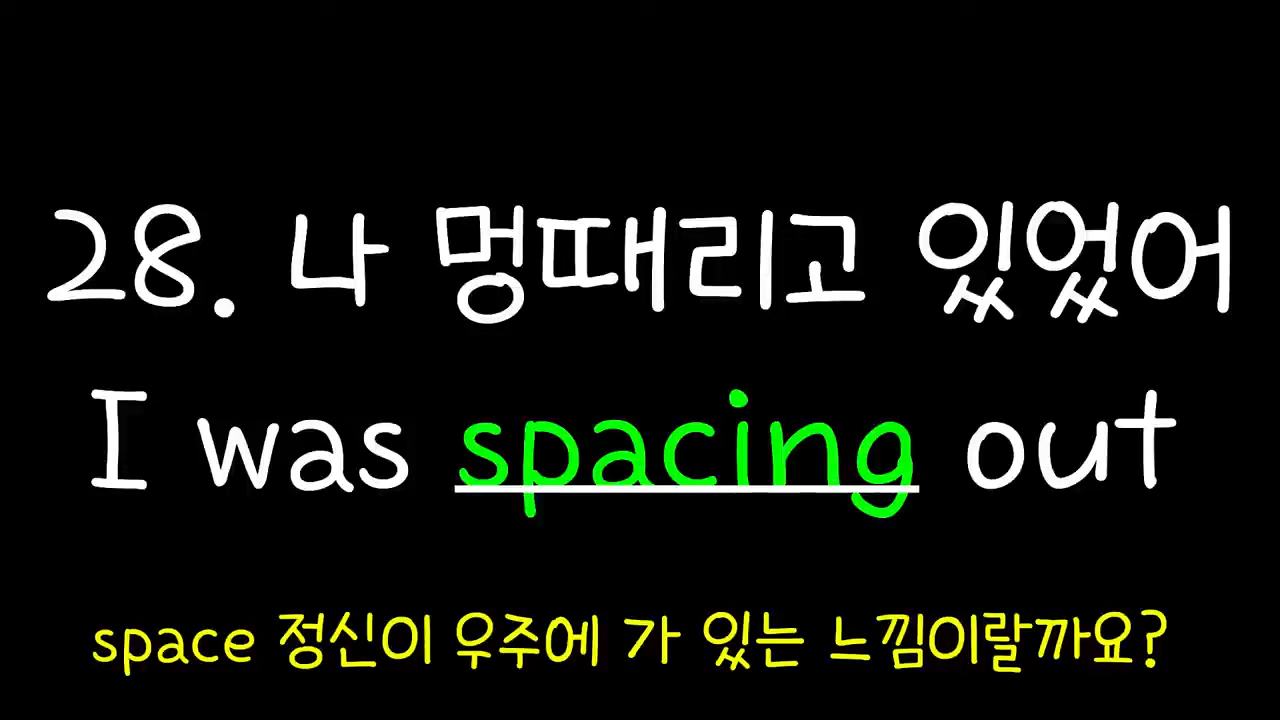 28. 나 멍때리고 있었어
I was spacing out
space 정신이 우주에 가 있는 느낌이랄까요?